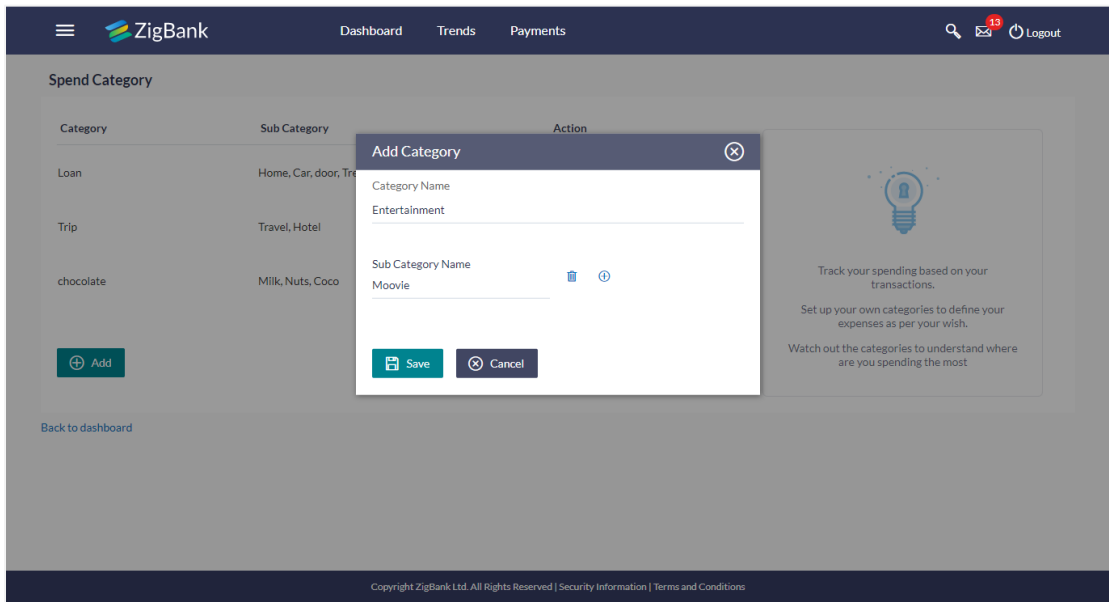 ZigBank
Dashboard Trends Payments
13
Logout
Spend Category
Category Sub Category Action
Loan Home, Car, door, Tre
Trip Travel, Hotel
chocolate Milk, Nuts, Coco
Add
Back to dashboard
Add Category
Category Name
Entertainment
Sub Category Name
Moovie
Save Cancel
Track your spending based on your
transactions.
Set up your own categories to define your
expenses as per your wish.
Watch out the categories to understand where
are you spending the most
Copyright ZigBank Ltd. All Rights Reserved | Security Information | Terms and Conditions